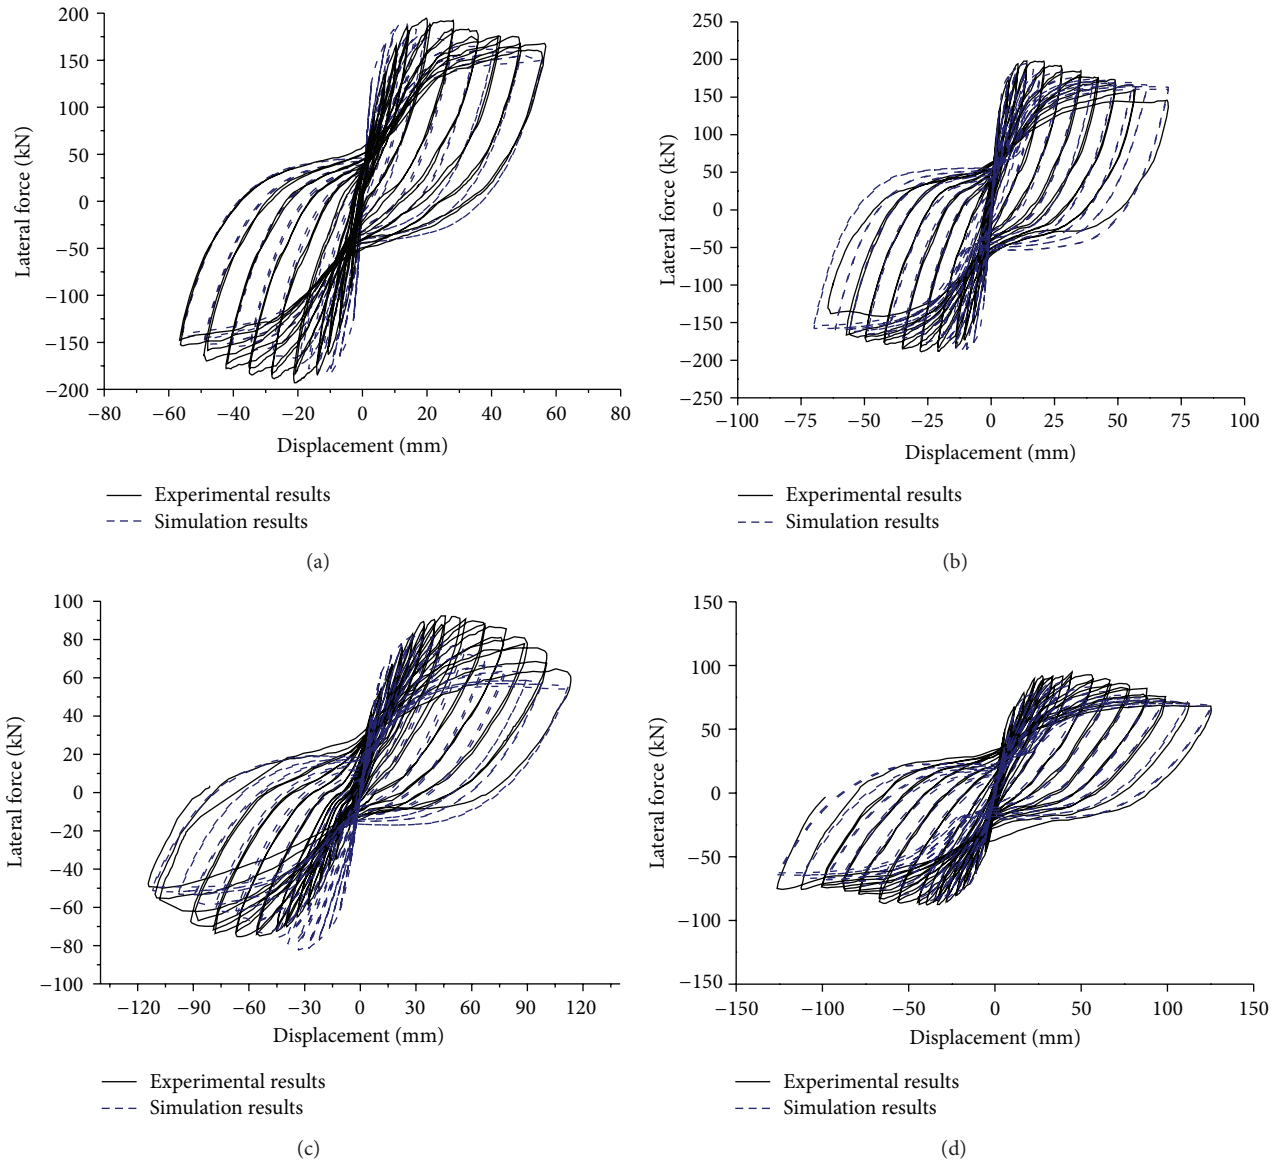 200
150
100
50
0
−50
−100
−150
−200
Lateral force (kN)
−80 −60 −40 −20 0 20 40 60 80
Displacement (mm)
Experimental results
Simulation results
(a)
250
200
150
100
50
0
−50
−100
−150
−200
−250
Lateral force (kN)
−100 −75 −50 −25 0 25 50 75 100
Displacement (mm)
Experimental results
Simulation results
(b)
100
80
60
40
20
0
−20
−40
−60
−80
−100
Lateral force (kN)
−120 −90 −60 −30 0 30 60 90 120
Displacement (mm)
Experimental results
Simulation results
(c)
150
100
50
0
−50
−100
−150
Lateral force (kN)
−150 −100 −50 0 50 100 150
Displacement (mm)
Experimental results
Simulation results
(d)